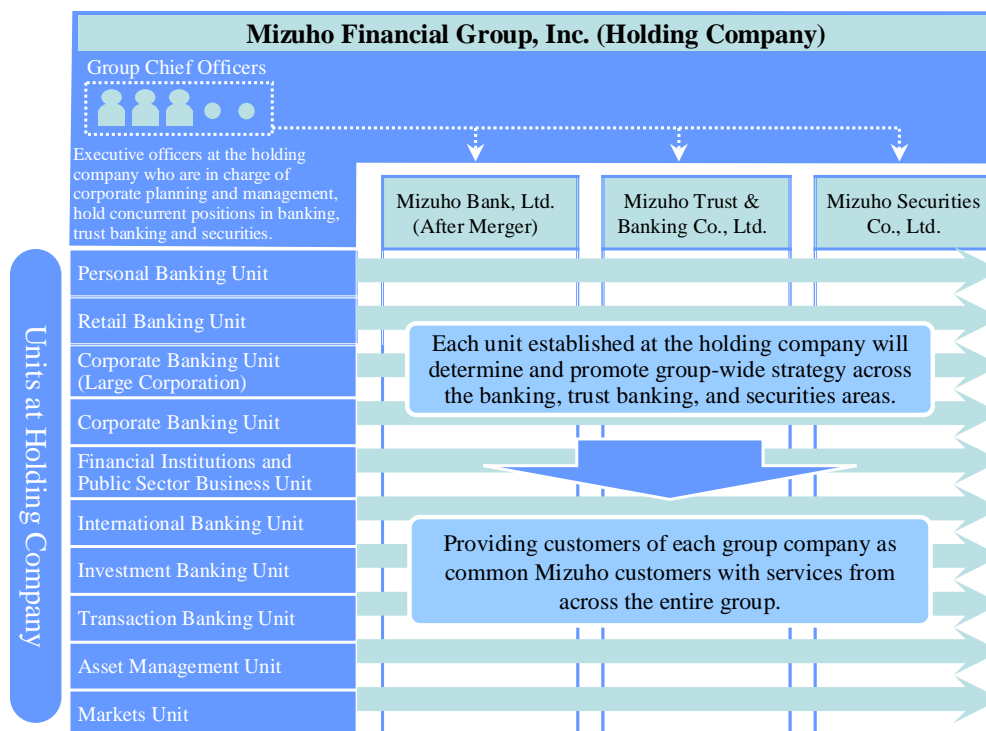 Mizuho Financial Group, Inc. (Holding Company)
Group Chief Officers
Executive officers at the holding
company who are in charge of
corporate planning and management,
hold concurrent positions in banking,
trust banking and securities.
Mizuho Bank, Ltd.
(After Merger)
Mizuho Trust &
Banking Co., Ltd.
Mizuho Securities
Co., Ltd.
Units at Holding Company
Personal Banking Unit
Retail Banking Unit
Corporate Banking Unit
(Large Corporation)
Corporate Banking Unit
Financial Institutions and
Public Sector Business Unit
International Banking Unit
Investment Banking Unit
Transaction Banking Unit
Asset Management Unit
Markets Unit
Each unit established at the holding company will
determine and promote group-wide strategy across
the banking, trust banking, and securities areas.
Providing customers of each group company as
common Mizuho customers with services from
across the entire group.